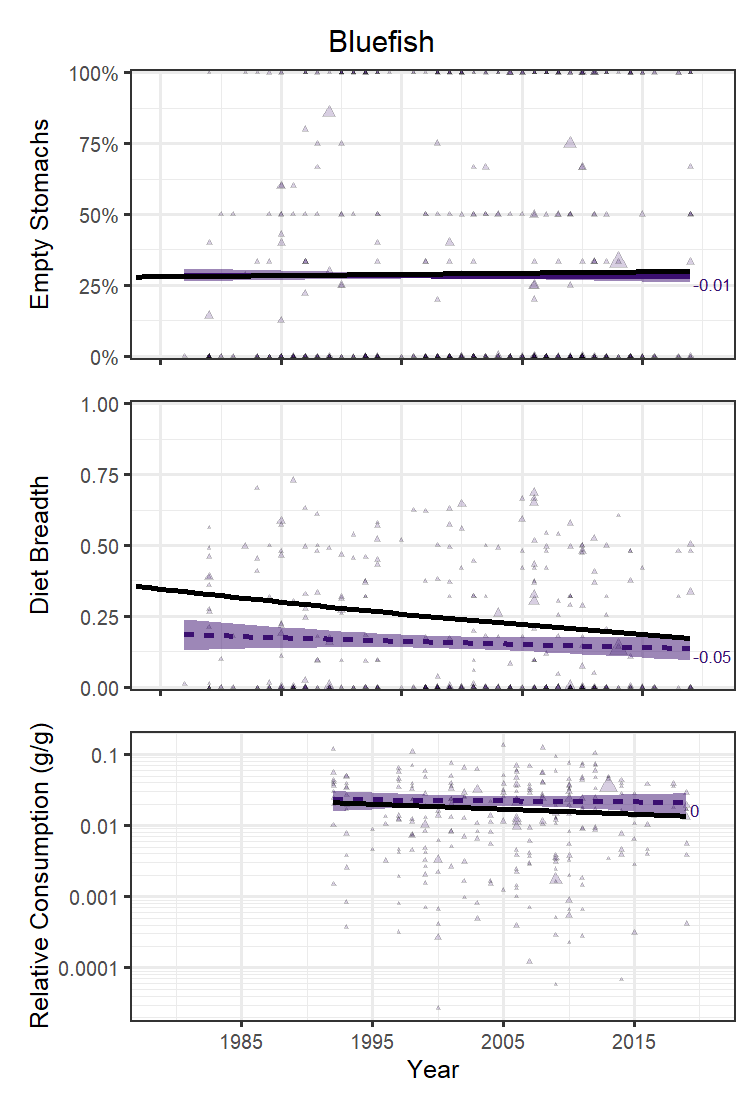 Bluefish
Empty Stomachs
100%
75%
50%
25%
0%
-0.01
Diet Breadth
1.00
0.75
0.50
0.25
0.00
-0.05
Relative Consumption (g/g)
0.1
0.01
0.001
0.0001
0
1985 1995 2005 2015
Year